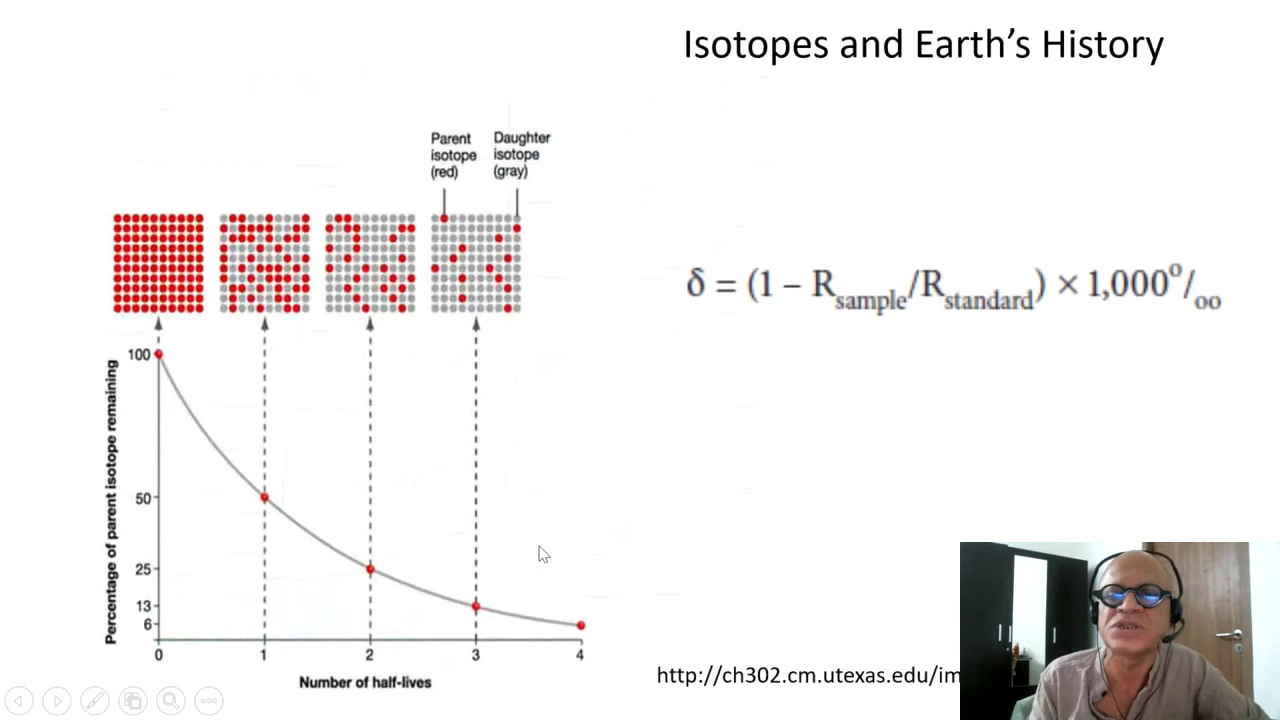 Isotopes and Earth's History
Parent
isotope
(red)
Daughter
isotope
(gray)
δ = (1 – R_sample/R_standard) × 1,000⁰/₀₀
Percentage of parent isotope remaining
100
50
25
13
6
0 1 2 3 4
Number of half-lives
http://ch302.cm.utexas.edu/im